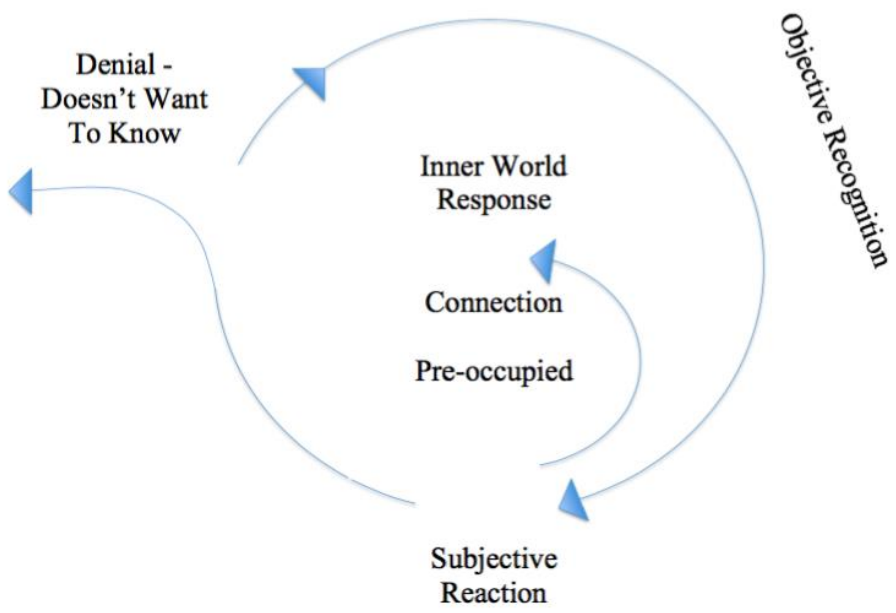 Denial -
Doesn’t Want
To Know
Objective Recognition
Inner World
Response
Connection
Pre-occupied
Subjective
Reaction